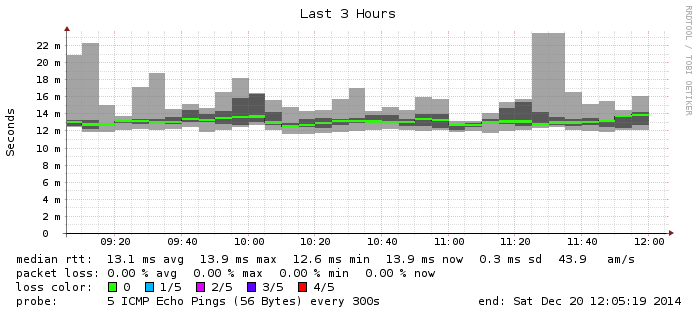 Last 3 Hours
RRDTOOL / TOBI OETIKER
Seconds
22 m
20 m
18 m
16 m
14 m
12 m
10 m
8 m
6 m
4 m
2 m
0
09:20 09:40 10:00 10:20 10:40 11:00 11:20 11:40 12:00
median rtt: 13.1 ms avg 13.9 ms max 12.6 ms min 13.9 ms now 0.3 ms sd 43.9 am/s
packet loss: 0.00 % avg 0.00 % max 0.00 % min 0.00 % now
loss color: 0 1/5 2/5 3/5 4/5
probe: 5 ICMP Echo Pings (56 Bytes) every 300s end: Sat Dec 20 12:05:19 2014